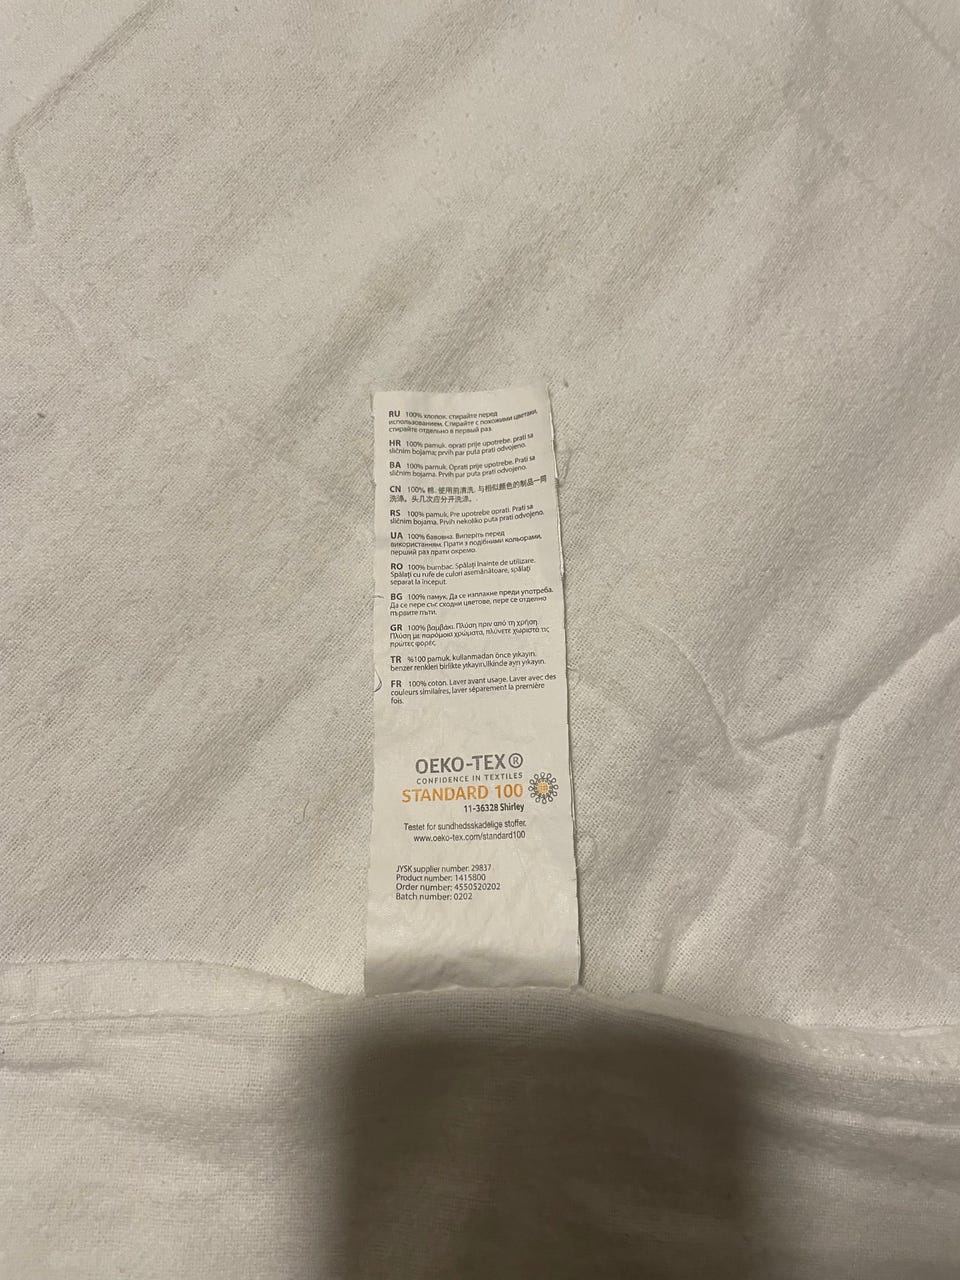 RU 100% хлопок. стирайте перед
использованием. Стирайте с похожими цветами,
стирайте отдельно в первый раз.
HR 100% pamuk. oprati prije upotrebe. prati sa
sličnim bojama; prvih par puta prati odvojeno.
BA 100% pamuk. Oprati prije upotrebe. Prati sa
sličnim bojama. Prvih par puta prati odvojeno.
CN 100% 棉. 使用前清洗. 与相似颜色的制品一同
洗涤。头几次应分开洗涤。.
RS 100% pamuk. Pre upotrebe oprati. Prati sa
sličnim bojama. Prvih nekoliko puta prati odvojeno.
UA 100% бавовна. Виперіть перед
використанням. Прати з подібними кольорами,
перший раз прати окремо.
RO 100% bumbac. Spălați înainte de utilizare.
Spălați cu rufe de culori asemănătoare, spălați
separat la început.
BG 100% памук. Да се изплакне преди употреба.
Да се пере със сходни цветове, пере се отделно
първите пъти.
GR 100% βαμβάκι. Πλύση πριν από τη χρήση.
Πλύση με παρόμοια χρώματα, πλύνετε χωριστά τις
πρώτες φορές.
TR %100 pamuk. kullanmadan önce yıkayın.
benzer renkleri birlikte yıkayın.ilkinde ayrı yıkayın.
FR 100% coton. Laver avant usage. Laver avec des
couleurs similaires, laver séparement la première
fois.
OEKO-TEX®
CONFIDENCE IN TEXTILES
STANDARD 100
11-36328 Shirley
Testet for sundhedsskadelige stoffer.
www.oeko-tex.com/standard100
JYSK supplier number: 29837
Product number: 1415800
Order number: 4550520202
Batch number: 0202